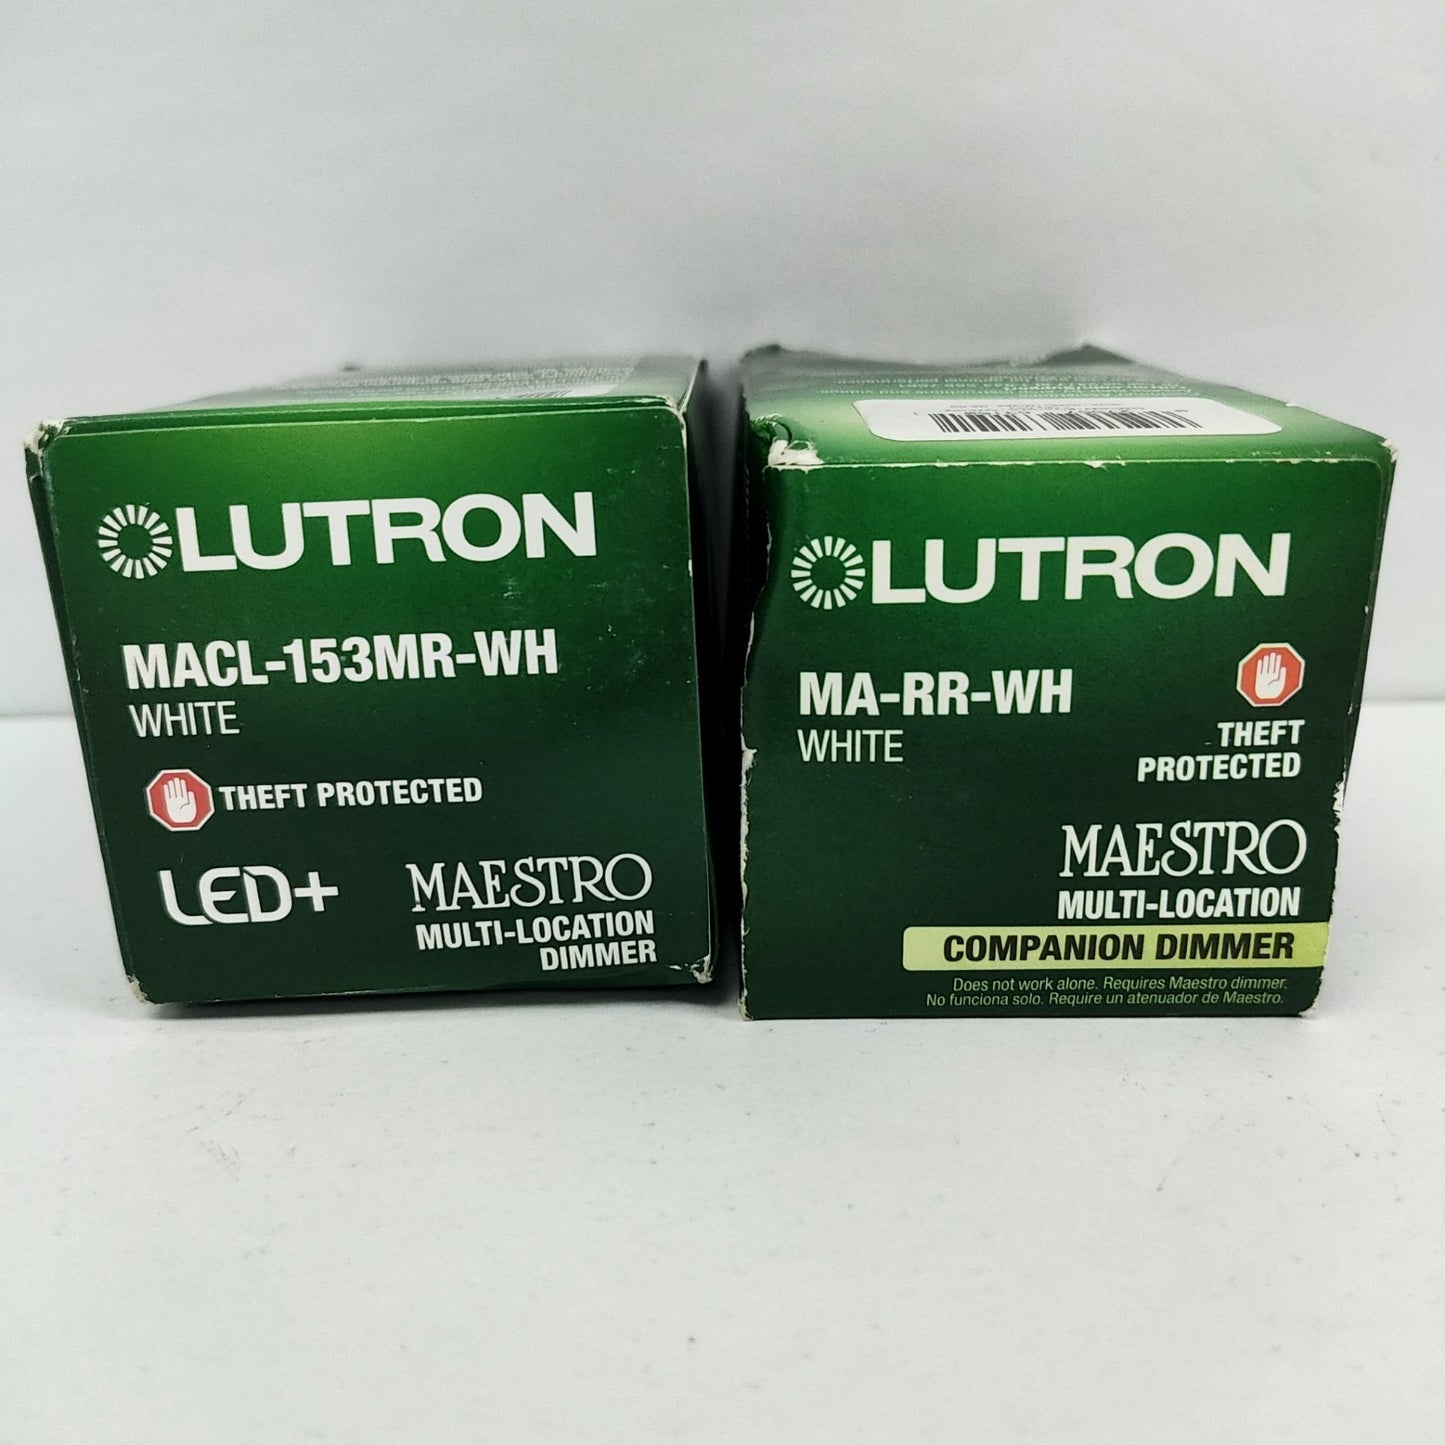 LUTRON
MACL-153MR-WH
WHITE
THEFT PROTECTED
LED+
MAESTRO
MULTI-LOCATION
DIMMER
LUTRON
MA-RR-WH
WHITE
THEFT
PROTECTED
MAESTRO
MULTI-LOCATION
COMPANION DIMMER
Does not work alone. Requires Maestro dimmer.
No funciona solo. Require un atenuador de Maestro.